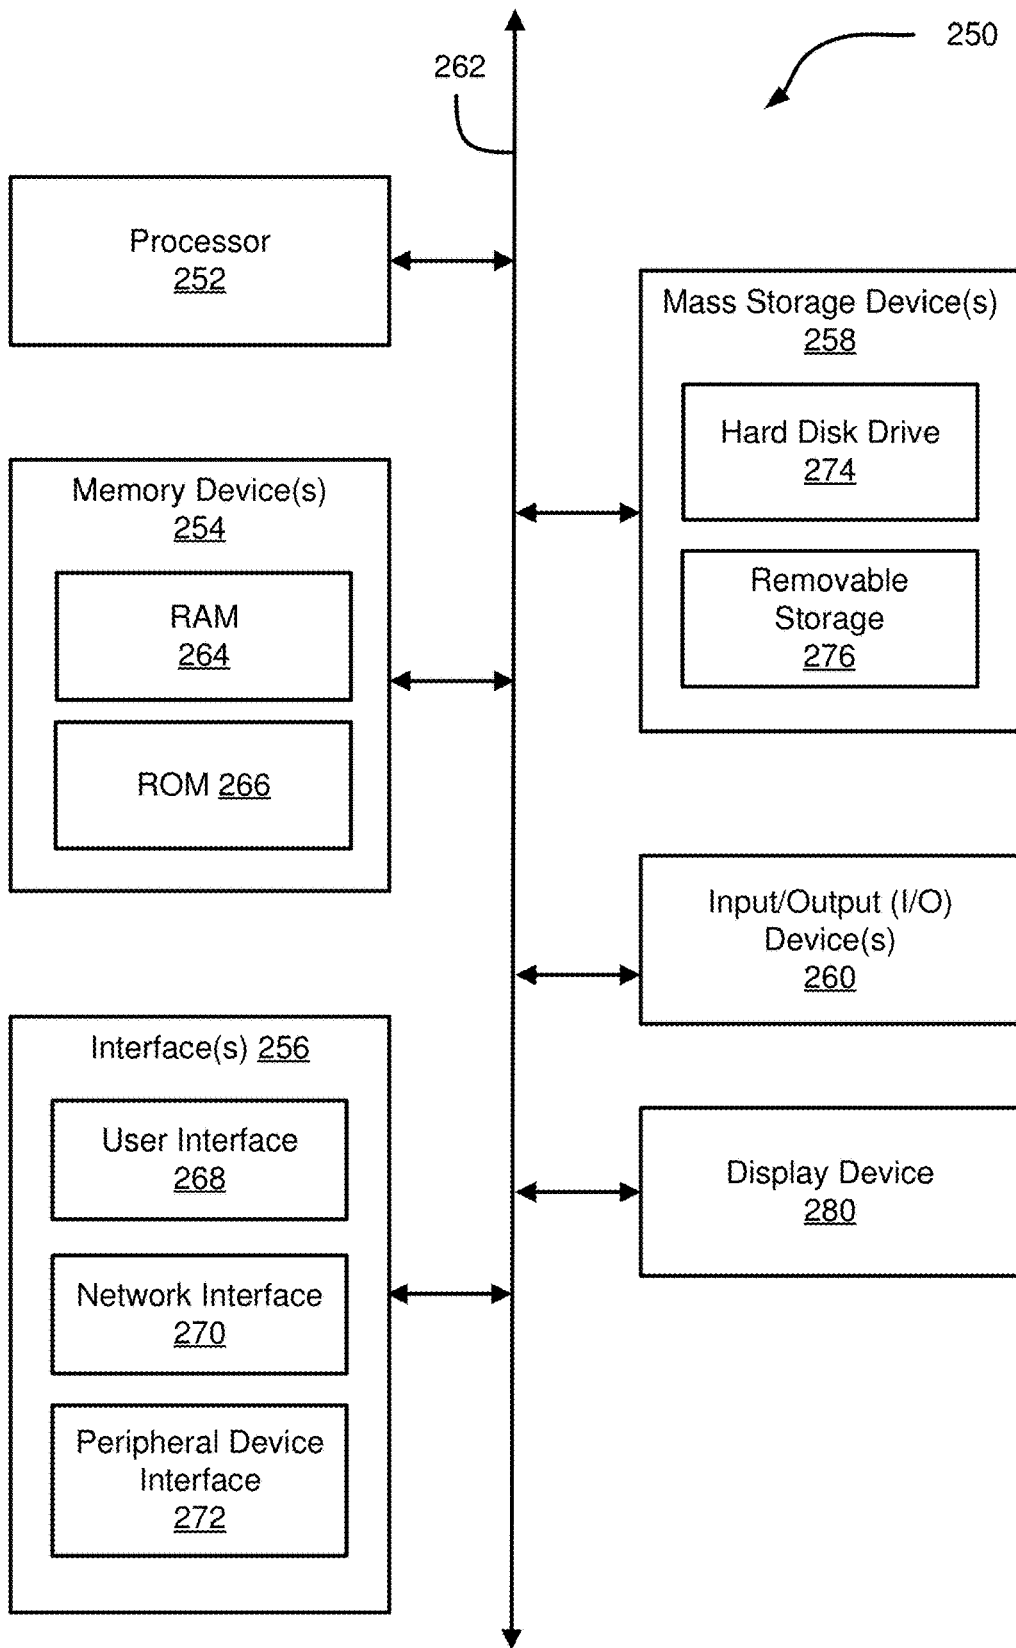 250
262
Processor
252
Mass Storage Device(s)
258
Hard Disk Drive
274
Removable
Storage
276
Memory Device(s)
254
RAM
264
ROM 266
Input/Output (I/O)
Device(s)
260
Interface(s) 256
User Interface
268
Network Interface
270
Peripheral Device
Interface
272
Display Device
280